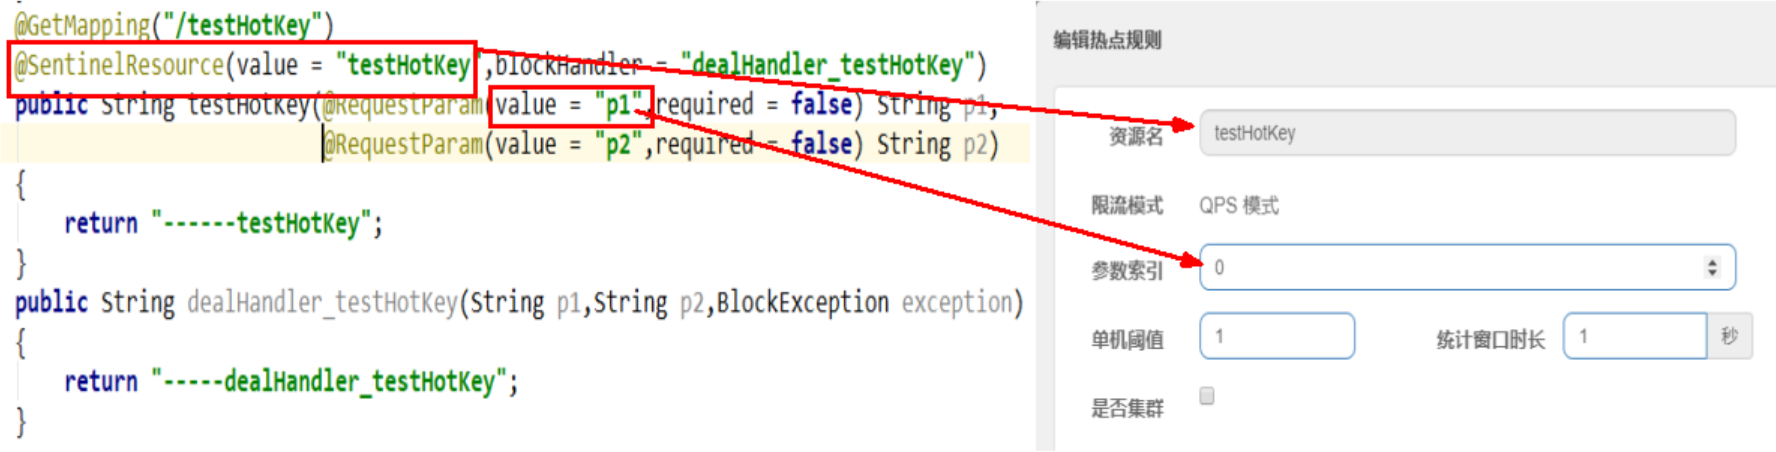 @GetMapping("/testHotKey")
@SentinelResource(value = "testHotKey",blockHandler = "dealHandler_testHotKey")
public String testHotKey(@RequestParam(value = "p1",required = false) String p1,
@RequestParam(value = "p2",required = false) String p2)
{
return "------testHotKey";
}
public String dealHandler_testHotKey(String p1,String p2,BlockException exception)
{
return "-----dealHandler_testHotKey";
}
编辑热点规则
资源名 testHotKey
限流模式 QPS 模式
参数索引 0
单机阈值 1 统计窗口时长 1 秒
是否集群